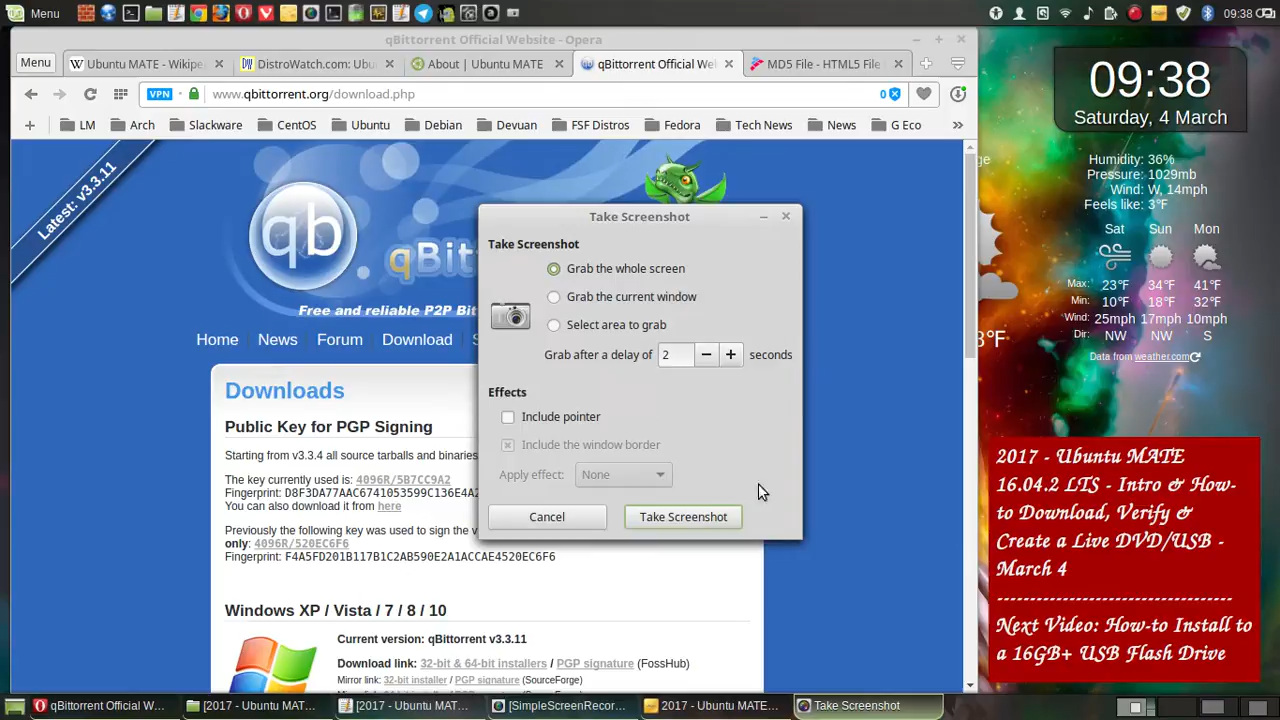 Menu
09:38
qBittorrent Official Website - Opera
Menu
Ubuntu MATE - Wikipe
DistroWatch.com: Ubu
About | Ubuntu MATE
qBittorrent Official Wel
MD5 File - HTML5 File
VPN
www.qbittorrent.org/download.php
0
LM
Arch
Slackware
CentOS
Ubuntu
Debian
Devuan
FSF Distros
Fedora
Tech News
News
G Eco
»
Latest: v3.3.11
qb
qBit
Free and reliable P2P Bit
Home
News
Forum
Download
Downloads
Public Key for PGP Signing
Starting from v3.3.4 all source tarballs and binaries
The key currently used is: 4096R/5B7CC9A2
Fingerprint: D8F3DA77AAC6741053599C136E4A2
You can also download it from here
Previously the following key was used to sign the v
only: 4096R/520EC6F6
Fingerprint: F4A5FD201B117B1C2AB590E2A1ACCAE4520EC6F6
Windows XP / Vista / 7 / 8 / 10
Current version: qBittorrent v3.3.11
Download link: 32-bit & 64-bit installers / PGP signature (FossHub)
Mirror link: 32-bit installer / PGP signature (SourceForge)
Take Screenshot
Take Screenshot
Grab the whole screen
Grab the current window
Select area to grab
Grab after a delay of 2 − + seconds
Effects
Include pointer
Include the window border
Apply effect: None
Cancel
Take Screenshot
09:38
Saturday, 4 March
Humidity: 36%
Pressure: 1029mb
Wind: W, 14mph
Feels like: 3°F
Sat Sun Mon
Max: 23°F 34°F 41°F
Min: 10°F 18°F 32°F
Wind: 25mph 17mph 10mph
Dir: NW NW S
Data from weather.com
2017 - Ubuntu MATE
16.04.2 LTS - Intro & How-
to Download, Verify &
Create a Live DVD/USB -
March 4
----------------------------------
Next Video: How-to Install to
a 16GB+ USB Flash Drive
qBittorrent Official W...
[2017 - Ubuntu MAT...
[2017 - Ubuntu MAT...
[SimpleScreenRecor...
2017 - Ubuntu MATE...
Take Screenshot